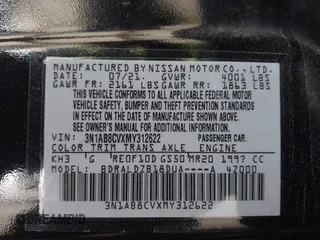 MANUFACTURED BY NISSAN MOTOR CO., LTD.
DATE: 07/21. GVWR: 4001 LBS
GAWR FR: 2161 LBS GAWR RR: 1863 LBS
THIS VEHICLE CONFORMS TO ALL APPLICABLE FEDERAL MOTOR
VEHICLE SAFETY, BUMPER AND THEFT PREVENTION STANDARDS
IN EFFECT ON THE DATE OF MANUFACTURE SHOWN ABOVE.
SEE OWNER'S MANUAL FOR ADDITIONAL INFORMATION.
VIN: 3N1AB8CVXMY312622 PASSENGER CAR.
COLOR TRIM TRANS AXLE ENGINE
KH3 G RE0F10D GS50 MR20 1997 CC
MODEL: BDRALDZB18DUA----A 4Z000
3N1AB8CVXMY312622